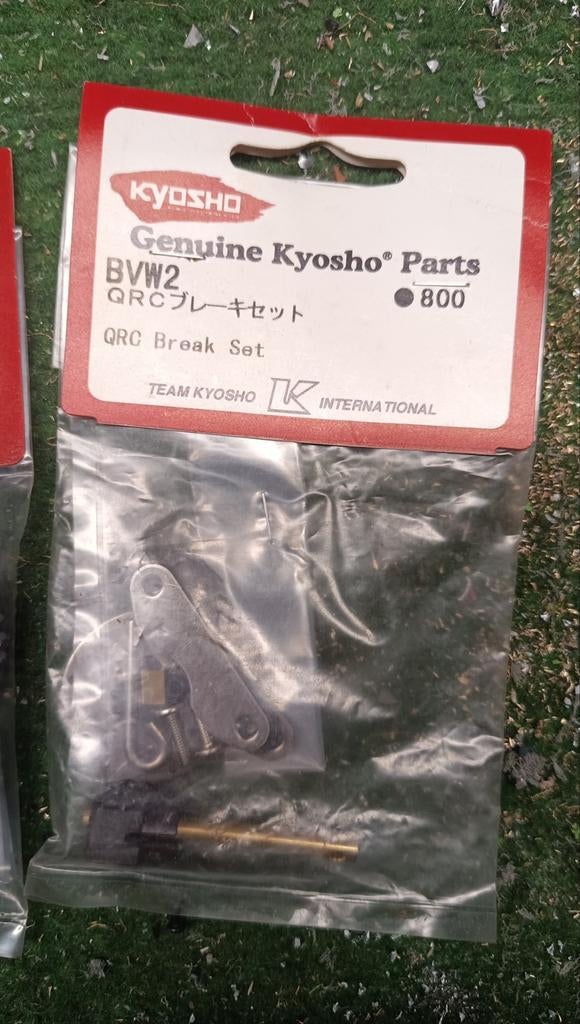 KYOSHO
Genuine Kyosho® Parts
BVW2
●800
QRCブレーキセット
QRC Break Set
TEAM KYOSHO K INTERNATIONAL